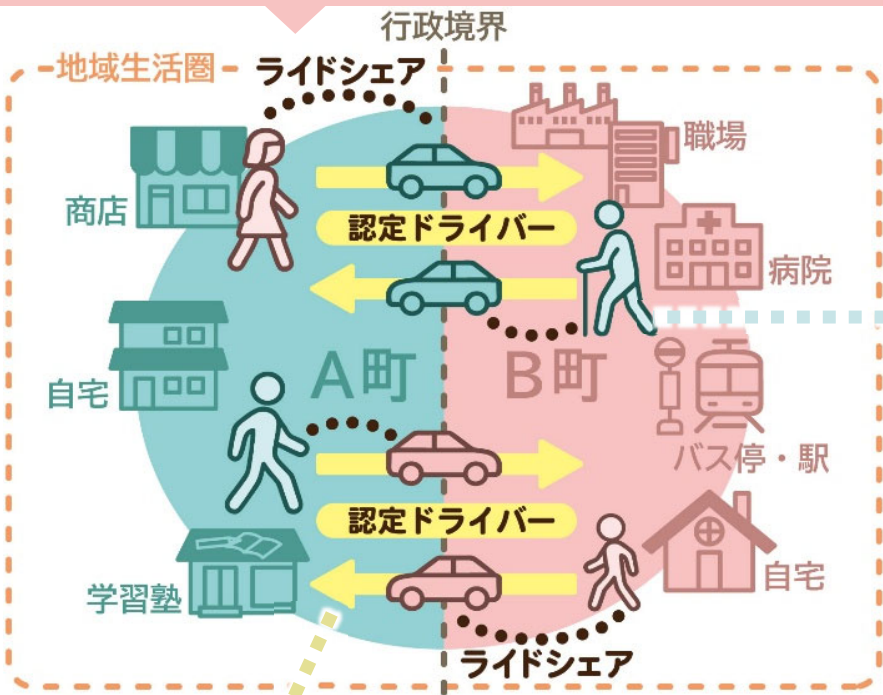 行政境界
地域生活圏
ライドシェア
職場
商店
認定ドライバー
病院
自宅
A町
B町
バス停・駅
認定ドライバー
学習塾
自宅
ライドシェア